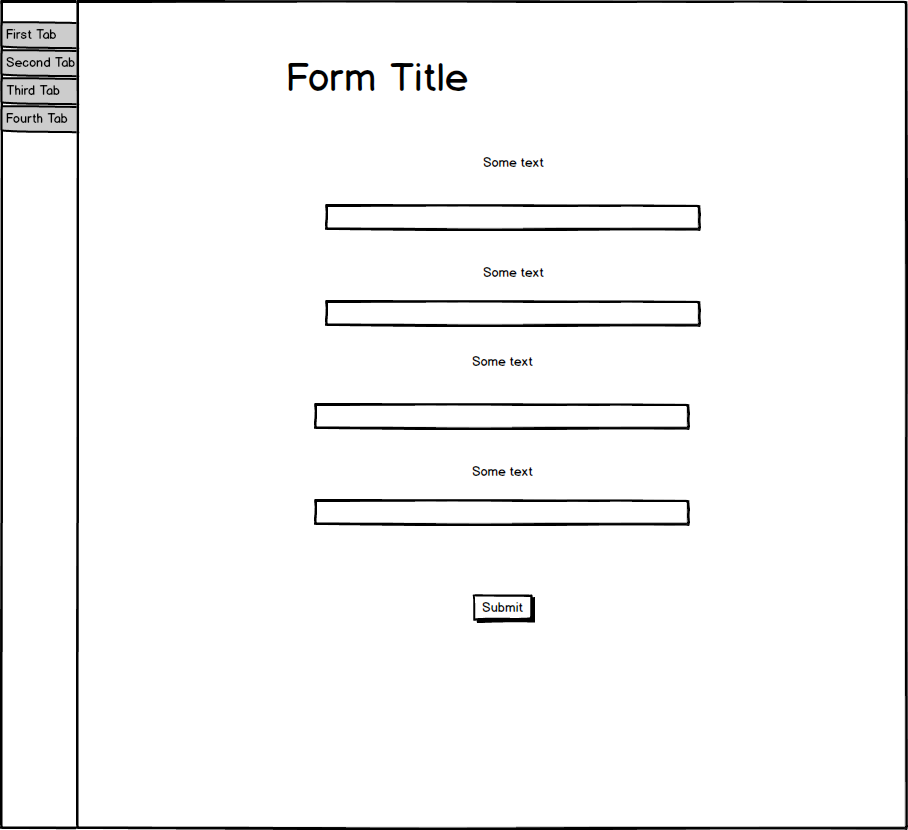 First Tab
Second Tab
Third Tab
Fourth Tab
Form Title
Some text
Some text
Some text
Some text
Submit